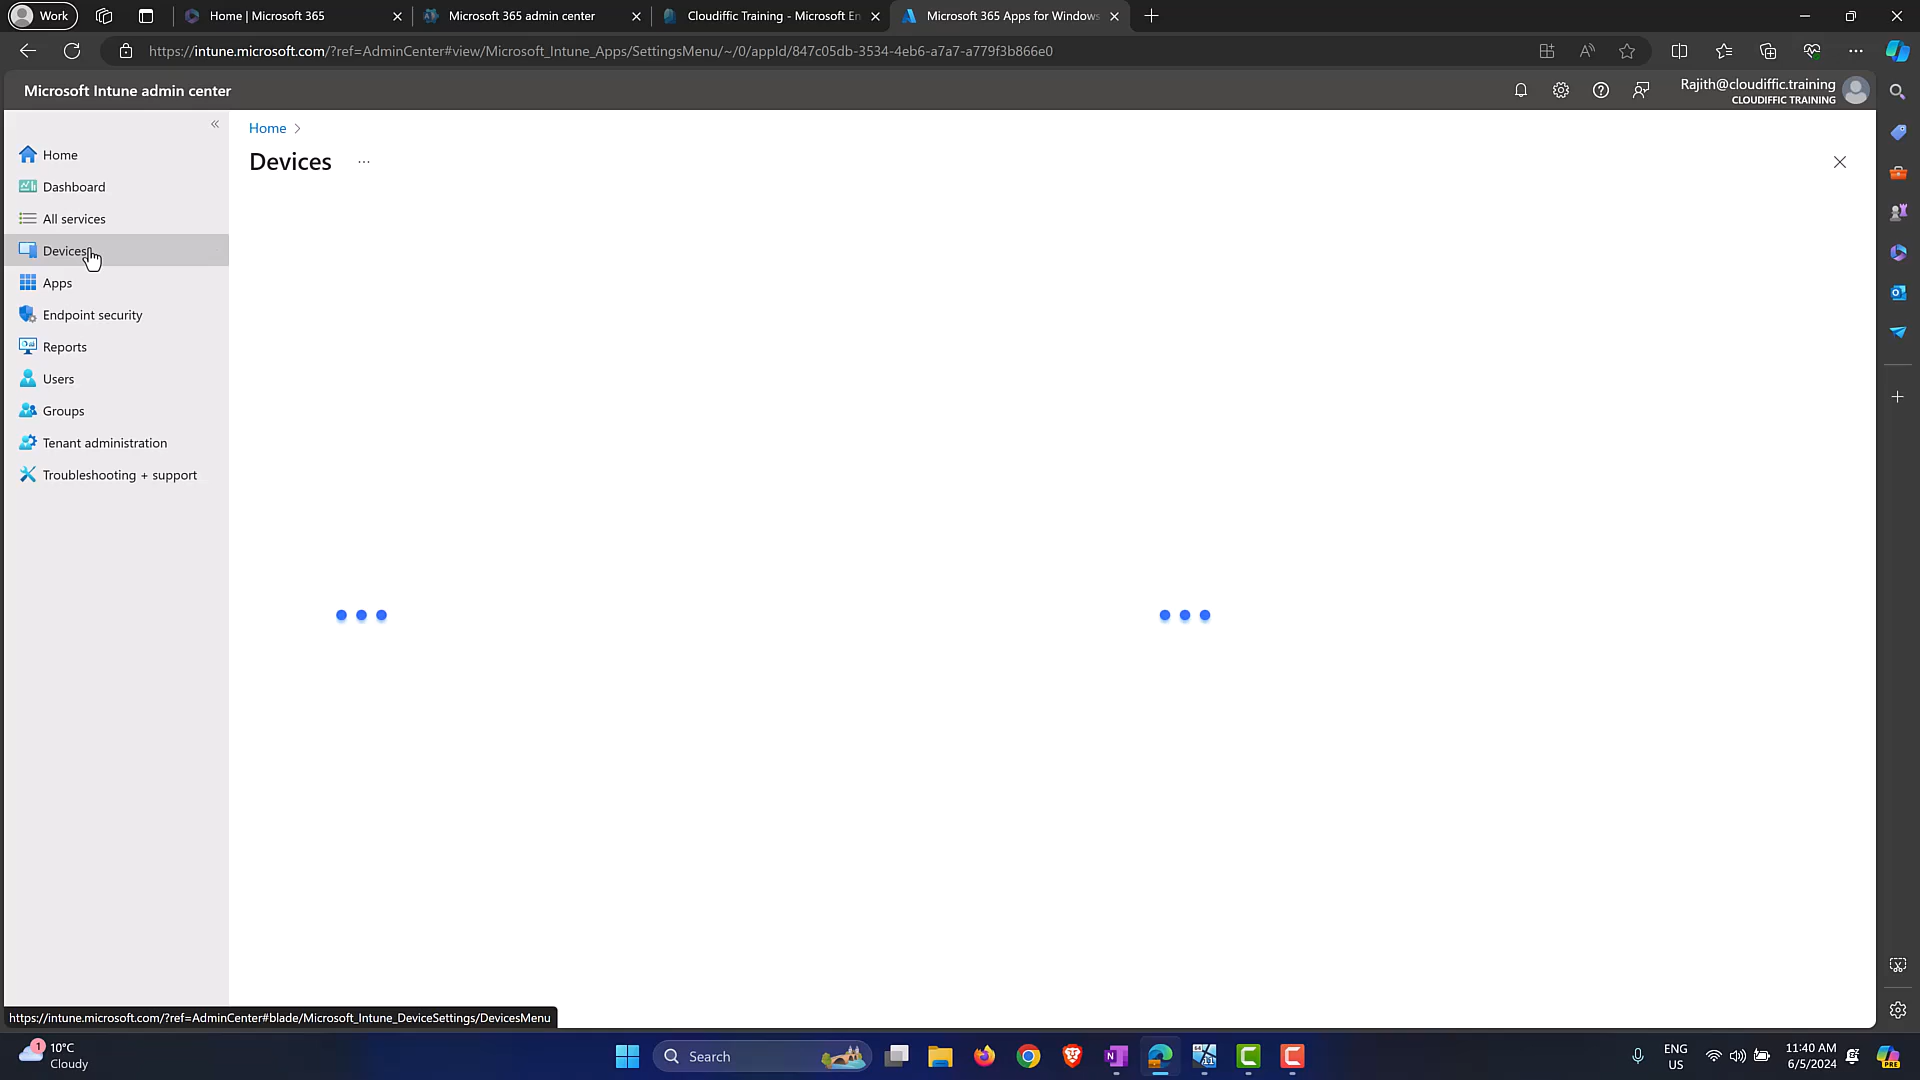 Work
Home | Microsoft 365
Microsoft 365 admin center
Cloudiffic Training - Microsoft En
Microsoft 365 Apps for Windows
https://intune.microsoft.com/?ref=AdminCenter#view/Microsoft_Intune_Apps/SettingsMenu/~/0/appId/847c05db-3534-4eb6-a7a7-a779f3b866e0
Microsoft Intune admin center
Rajith@cloudiffic.training
CLOUDIFFIC TRAINING
Home
Devices
Home
Dashboard
All services
Devices
Apps
Endpoint security
Reports
Users
Groups
Tenant administration
Troubleshooting + support
https://intune.microsoft.com/?ref=AdminCenter#blade/Microsoft_Intune_DeviceSettings/DevicesMenu
1
10°C
Cloudy
Search
ENG
US
11:40 AM
6/5/2024
PRE